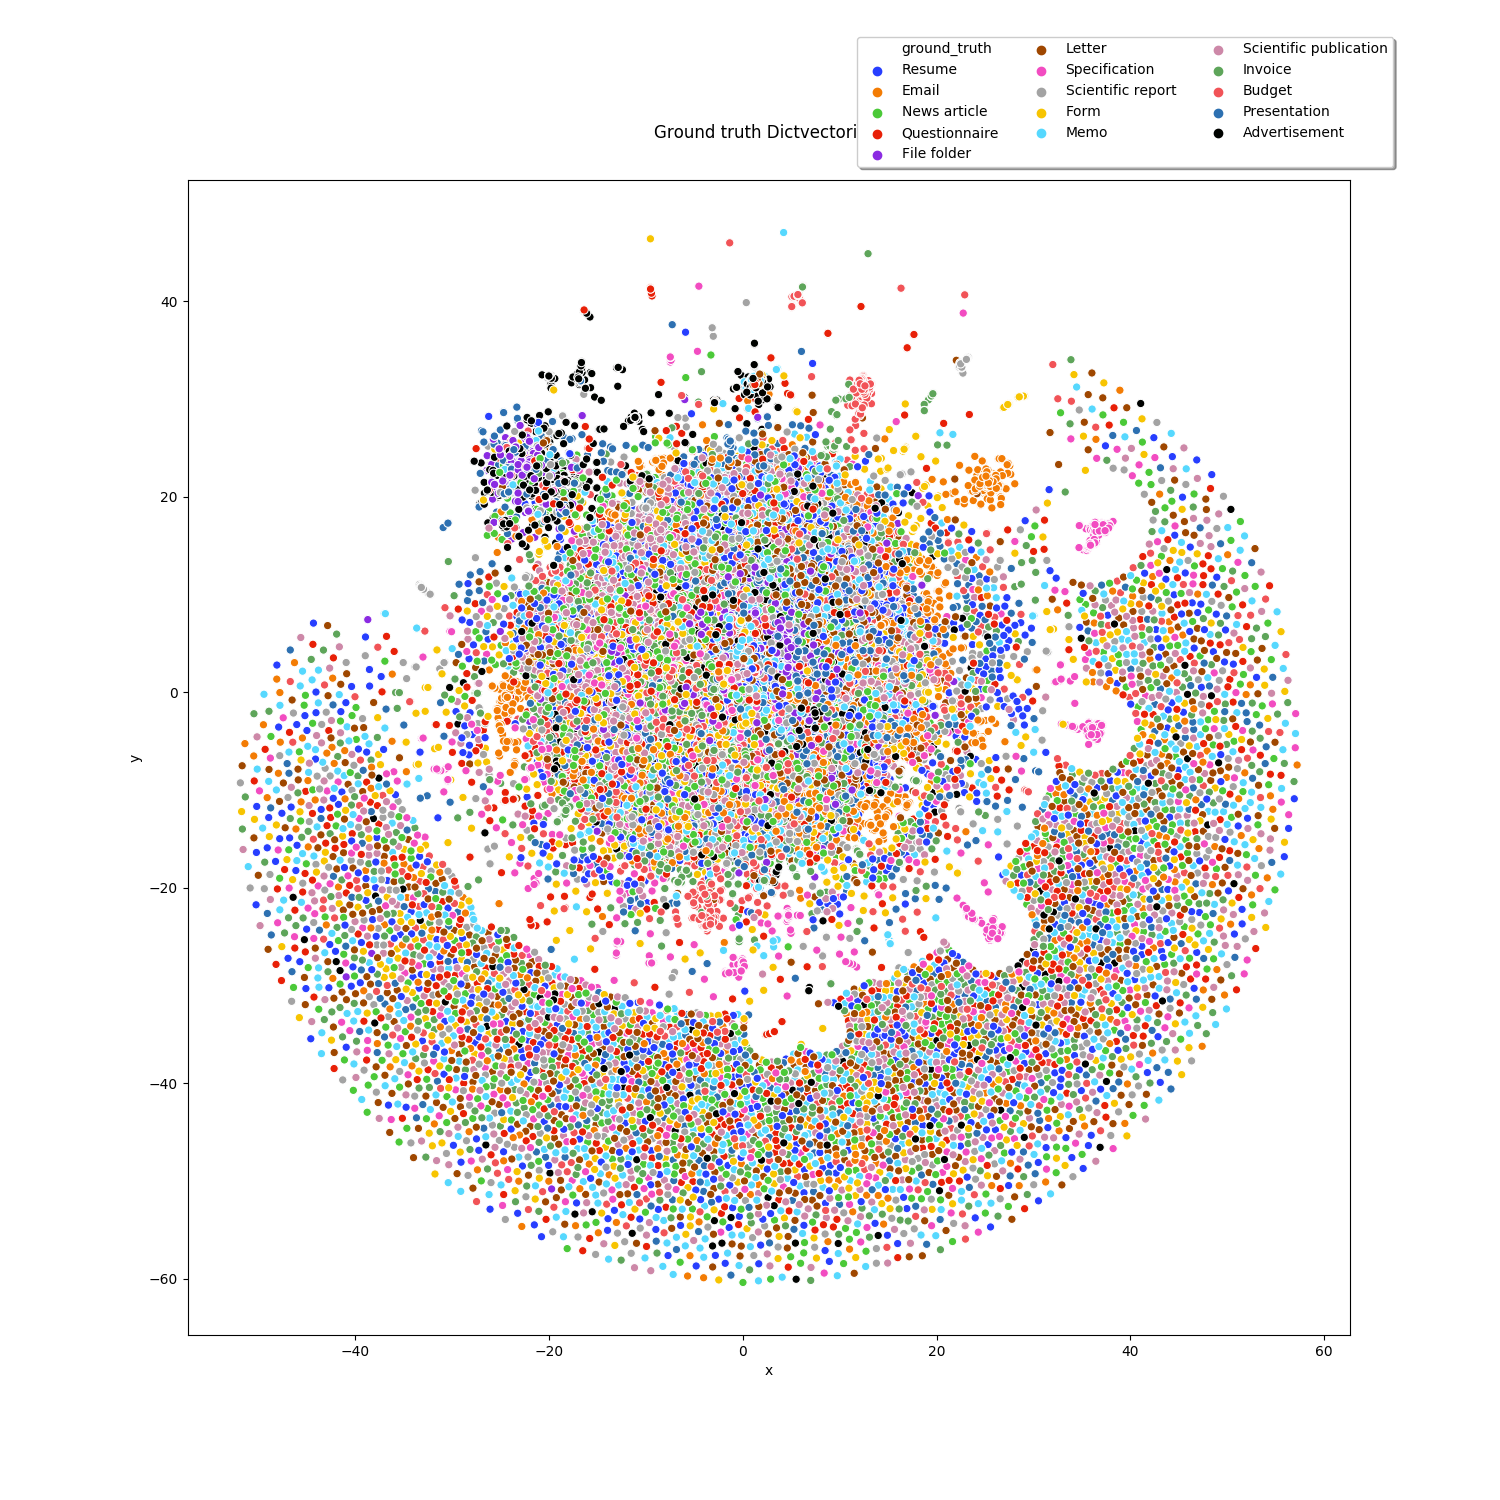 ground_truth
Resume
Email
News article
Questionnaire
File folder
Letter
Specification
Scientific report
Form
Memo
Scientific publication
Invoice
Budget
Presentation
Advertisement
Ground truth Dictvectori
40
20
0
−20
−40
−60
y
−40 −20 0 20 40 60
x